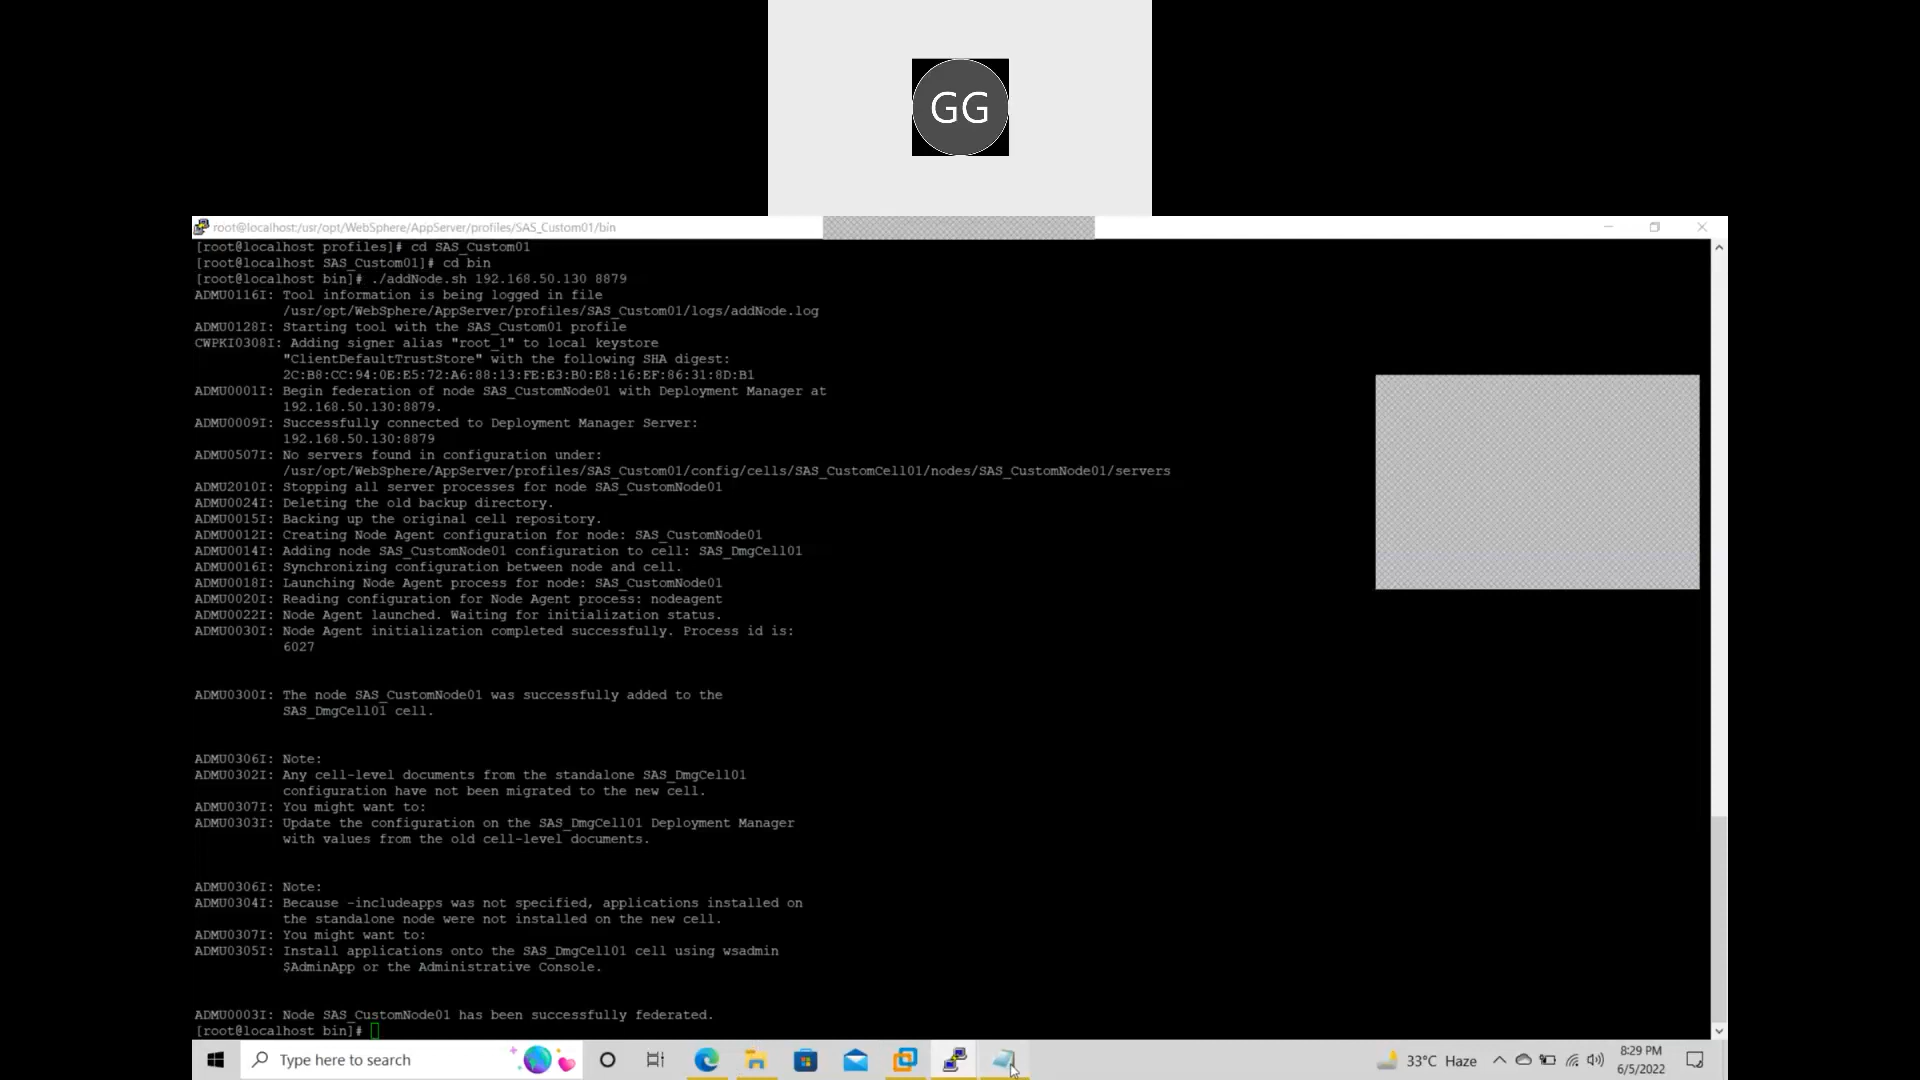 GG
root@localhost:/usr/opt/WebSphere/AppServer/profiles/SAS_Custom01/bin
[root@localhost profiles]# cd SAS_Custom01
[root@localhost SAS_Custom01]# cd bin
[root@localhost bin]# ./addNode.sh 192.168.50.130 8879
ADMU0116I: Tool information is being logged in file
/usr/opt/WebSphere/AppServer/profiles/SAS_Custom01/logs/addNode.log
ADMU0128I: Starting tool with the SAS_Custom01 profile
CWPKI0308I: Adding signer alias "root_1" to local keystore
"ClientDefaultTrustStore" with the following SHA digest:
2C:B8:CC:94:0E:E5:72:A6:88:13:FE:E3:B0:E8:16:EF:86:31:8D:B1
ADMU0001I: Begin federation of node SAS_CustomNode01 with Deployment Manager at
192.168.50.130:8879.
ADMU0009I: Successfully connected to Deployment Manager Server:
192.168.50.130:8879
ADMU0507I: No servers found in configuration under:
/usr/opt/WebSphere/AppServer/profiles/SAS_Custom01/config/cells/SAS_CustomCell01/nodes/SAS_CustomNode01/servers
ADMU2010I: Stopping all server processes for node SAS_CustomNode01
ADMU0024I: Deleting the old backup directory.
ADMU0015I: Backing up the original cell repository.
ADMU0012I: Creating Node Agent configuration for node: SAS_CustomNode01
ADMU0014I: Adding node SAS_CustomNode01 configuration to cell: SAS_DmgCell01
ADMU0016I: Synchronizing configuration between node and cell.
ADMU0018I: Launching Node Agent process for node: SAS_CustomNode01
ADMU0020I: Reading configuration for Node Agent process: nodeagent
ADMU0022I: Node Agent launched. Waiting for initialization status.
ADMU0030I: Node Agent initialization completed successfully. Process id is:
6027
ADMU0300I: The node SAS_CustomNode01 was successfully added to the
SAS_DmgCell01 cell.
ADMU0306I: Note:
ADMU0302I: Any cell-level documents from the standalone SAS_DmgCell01
configuration have not been migrated to the new cell.
ADMU0307I: You might want to:
ADMU0303I: Update the configuration on the SAS_DmgCell01 Deployment Manager
with values from the old cell-level documents.
ADMU0306I: Note:
ADMU0304I: Because -includeapps was not specified, applications installed on
the standalone node were not installed on the new cell.
ADMU0307I: You might want to:
ADMU0305I: Install applications onto the SAS_DmgCell01 cell using wsadmin
$AdminApp or the Administrative Console.
ADMU0003I: Node SAS_CustomNode01 has been successfully federated.
[root@localhost bin]#
Type here to search
33°C Haze
8:29 PM
6/5/2022